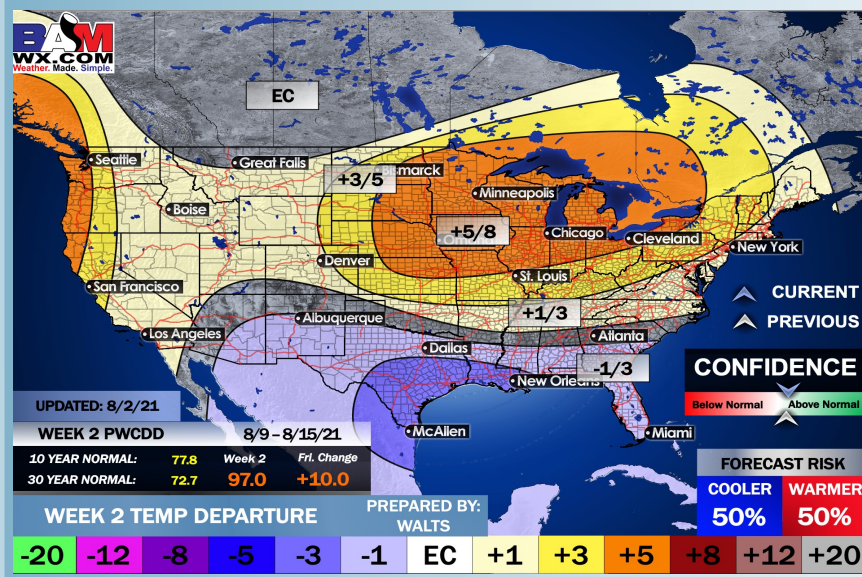 BAM
WX.COM
Weather. Made. Simple.
EC
Seattle
Great Falls
+3/5
Bismarck
Minneapolis
Boise
+5/8
Chicago
Cleveland
New York
Denver
St. Louis
San Francisco
CURRENT
+1/3
Albuquerque
PREVIOUS
Los Angeles
Atlanta
Dallas
-1/3
CONFIDENCE
New Orleans
Below Normal
Above Normal
UPDATED: 8/2/21
WEEK 2 PWCDD 8/9 – 8/15/21
McAllen
Miami
10 YEAR NORMAL: 77.8 Week 2 Fri. Change
30 YEAR NORMAL: 72.7 97.0 +10.0
FORECAST RISK
COOLER WARMER
50% 50%
WEEK 2 TEMP DEPARTURE
PREPARED BY:
WALTS
-20 -12 -8 -5 -3 -1 EC +1 +3 +5 +8 +12 +20